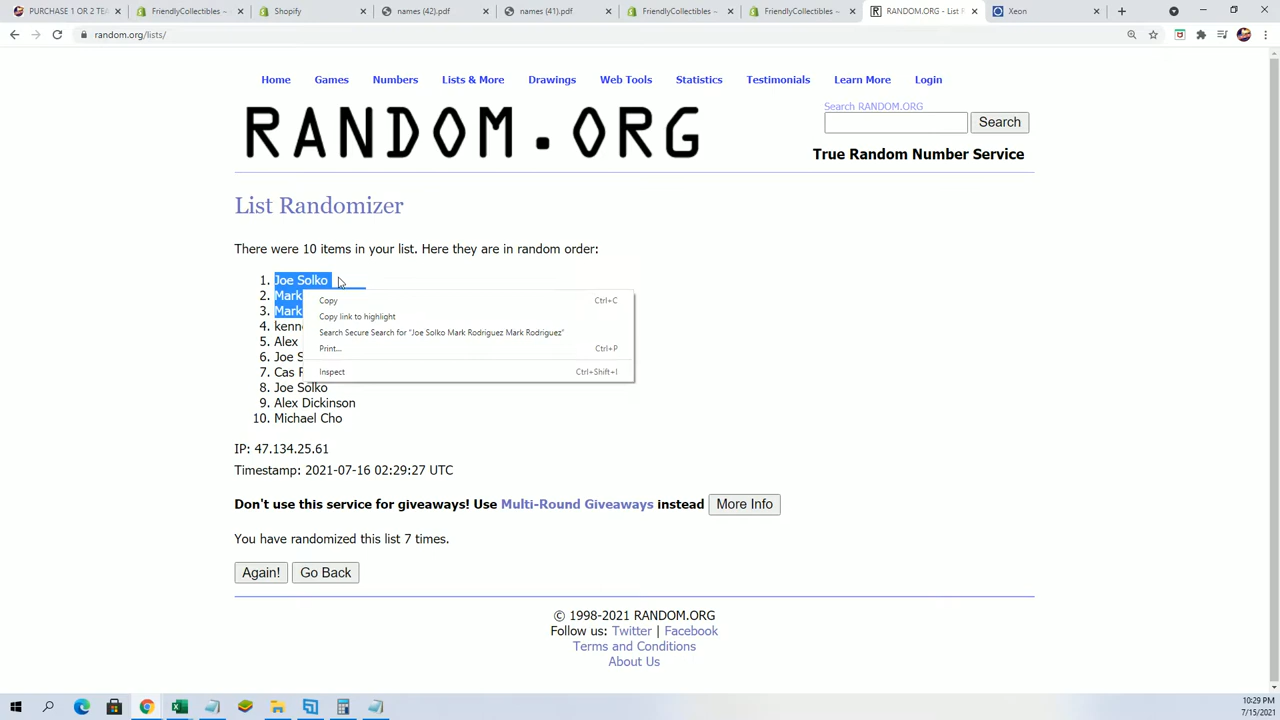 PURCHASE 1 OR 2 TEA
FriendlyCollectibles ~
Shopify
names (42).pdf
names (41).pdf
FriendlyCollectibles ~
FriendlyCollectibles ~
RANDOM.ORG - List R
Xeon
random.org/lists/
Home Games Numbers Lists & More Drawings Web Tools Statistics Testimonials Learn More Login
RANDOM.ORG
Search RANDOM.ORG
Search
True Random Number Service
List Randomizer
There were 10 items in your list. Here they are in random order:
1. Joe Solko
2. Mark
3. Mark
4. kenn
5. Alex
6. Joe S
7. Cas
8. Joe Solko
9. Alex Dickinson
10. Michael Cho
Copy Ctrl+C
Copy link to highlight
Search Secure Search for "Joe Solko Mark Rodriguez Mark Rodriguez"
Print... Ctrl+P
Inspect Ctrl+Shift+I
IP: 47.134.25.61
Timestamp: 2021-07-16 02:29:27 UTC
Don't use this service for giveaways! Use Multi-Round Giveaways instead More Info
You have randomized this list 7 times.
Again! Go Back
© 1998-2021 RANDOM.ORG
Follow us: Twitter | Facebook
Terms and Conditions
About Us
10:29 PM
7/15/2021